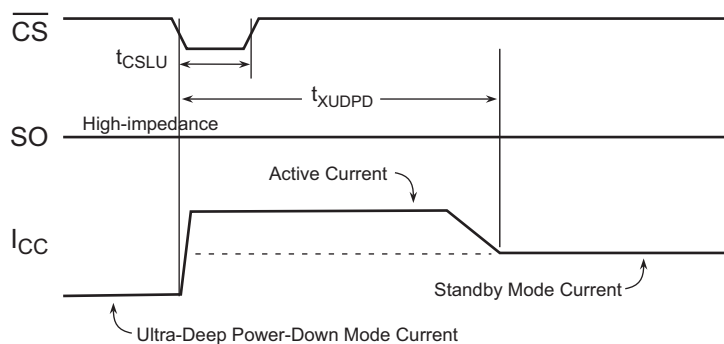 CS
tCSLU
tXUDPD
High-impedance
SO
Active Current
ICC
Standby Mode Current
Ultra-Deep Power-Down Mode Current